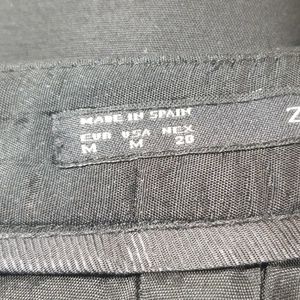 MADE IN SPAIN
Z
EUR USA MEX
M M 28